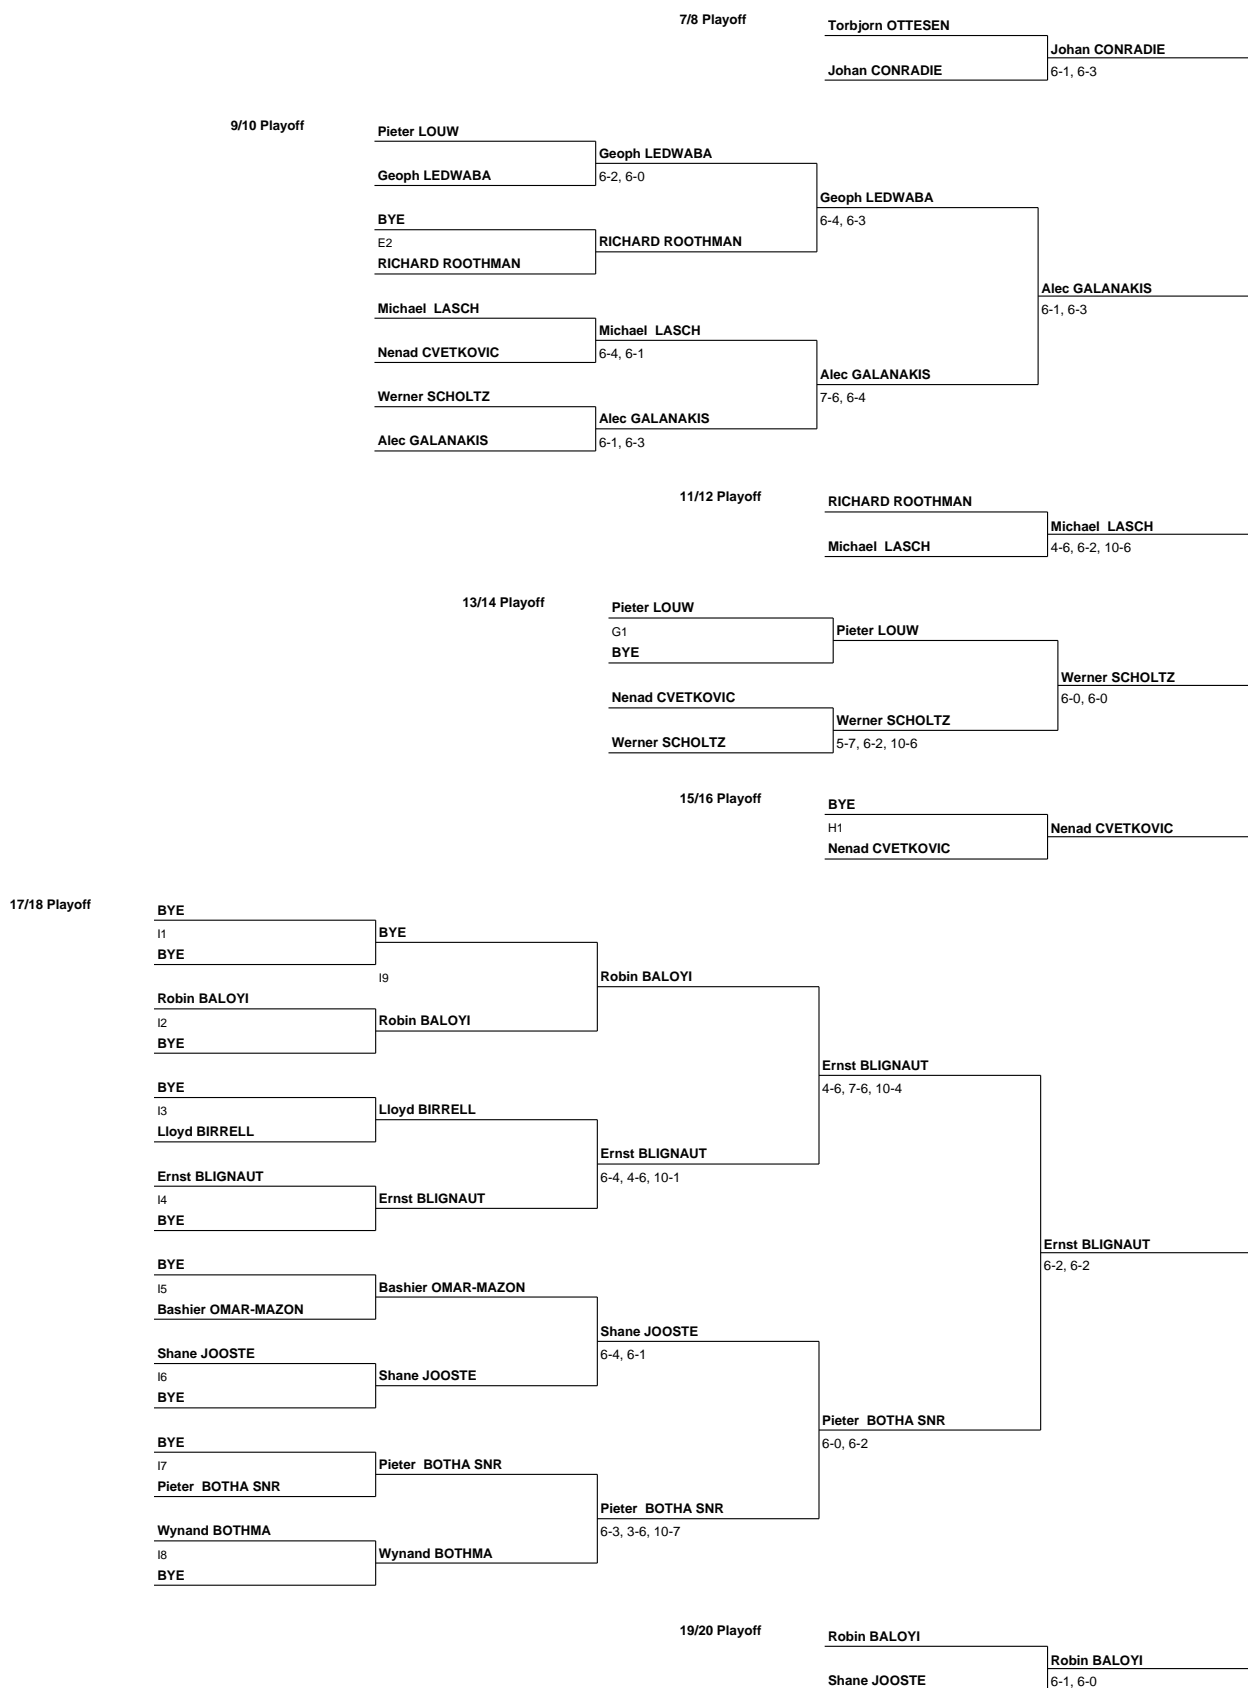 7/8 Playoff
Torbjorn OTTESEN
Johan CONRADIE
Johan CONRADIE
6-1, 6-3
9/10 Playoff
Pieter LOUW
Geoph LEDWABA
Geoph LEDWABA
6-2, 6-0
Geoph LEDWABA
6-4, 6-3
BYE
E2
RICHARD ROOTHMAN
RICHARD ROOTHMAN
Alec GALANAKIS
6-1, 6-3
Michael  LASCH
Michael  LASCH
Nenad CVETKOVIC
6-4, 6-1
Alec GALANAKIS
7-6, 6-4
Werner SCHOLTZ
Alec GALANAKIS
Alec GALANAKIS
6-1, 6-3
11/12 Playoff
RICHARD ROOTHMAN
Michael  LASCH
Michael  LASCH
4-6, 6-2, 10-6
13/14 Playoff
Pieter LOUW
G1
Pieter LOUW
BYE
Werner SCHOLTZ
6-0, 6-0
Nenad CVETKOVIC
Werner SCHOLTZ
Werner SCHOLTZ
5-7, 6-2, 10-6
15/16 Playoff
BYE
H1
Nenad CVETKOVIC
Nenad CVETKOVIC
17/18 Playoff
BYE
I1
BYE
BYE
I9
Robin BALOYI
Robin BALOYI
I2
Robin BALOYI
BYE
Ernst BLIGNAUT
4-6, 7-6, 10-4
BYE
I3
Lloyd BIRRELL
Lloyd BIRRELL
Ernst BLIGNAUT
6-4, 4-6, 10-1
Ernst BLIGNAUT
I4
Ernst BLIGNAUT
BYE
Ernst BLIGNAUT
6-2, 6-2
BYE
I5
Bashier OMAR-MAZON
Bashier OMAR-MAZON
Shane JOOSTE
6-4, 6-1
Shane JOOSTE
I6
Shane JOOSTE
BYE
Pieter  BOTHA SNR
6-0, 6-2
BYE
I7
Pieter  BOTHA SNR
Pieter  BOTHA SNR
Pieter  BOTHA SNR
6-3, 3-6, 10-7
Wynand BOTHMA
I8
Wynand BOTHMA
BYE
19/20 Playoff
Robin BALOYI
Robin BALOYI
Shane JOOSTE
6-1, 6-0